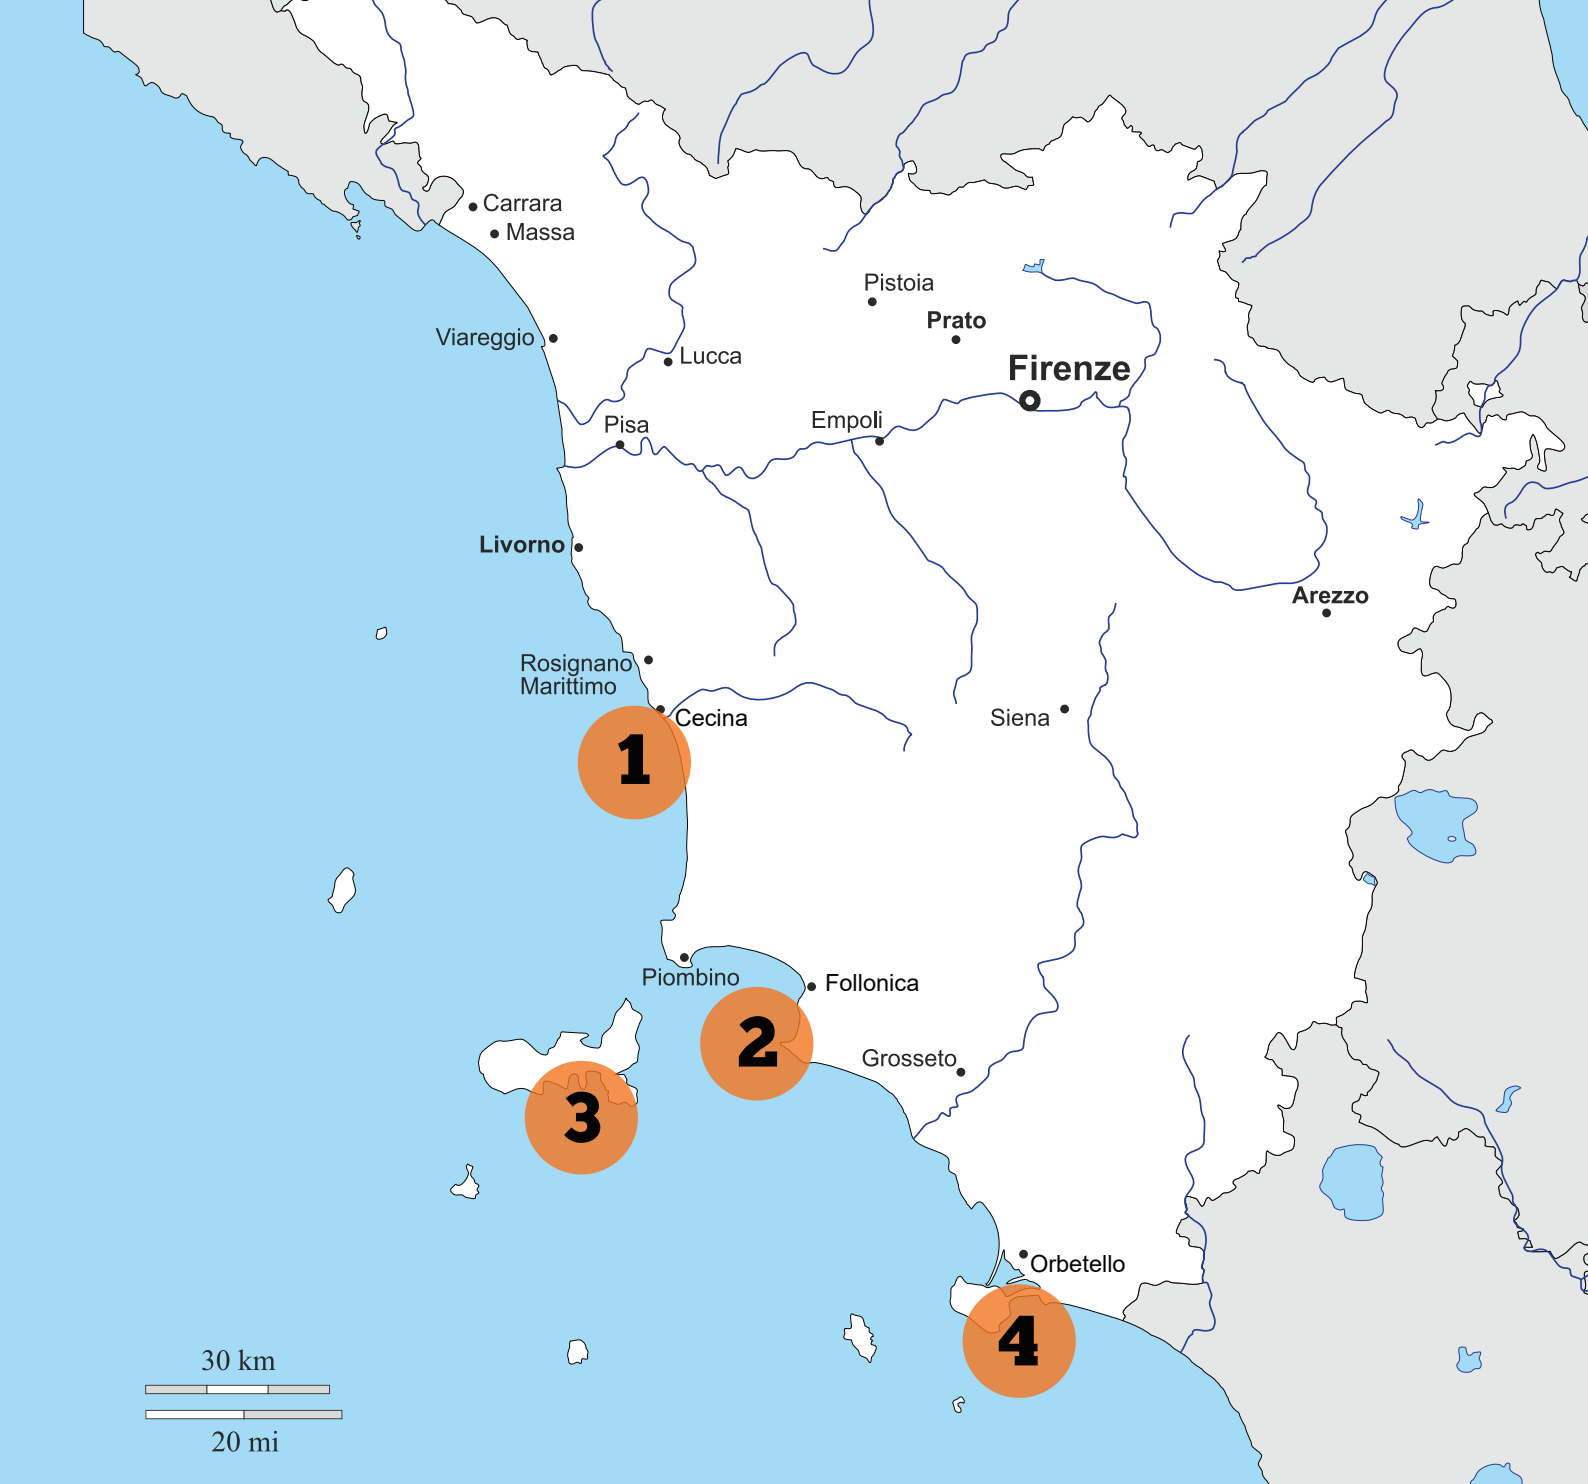 Carrara
Massa
Pistoia
Prato
Viareggio
Lucca
Firenze
Pisa
Empoli
Livorno
Arezzo
Rosignano
Marittimo
Cecina
Siena
1
Piombino
Follonica
2
Grosseto
3
Orbetello
4
30 km
20 mi